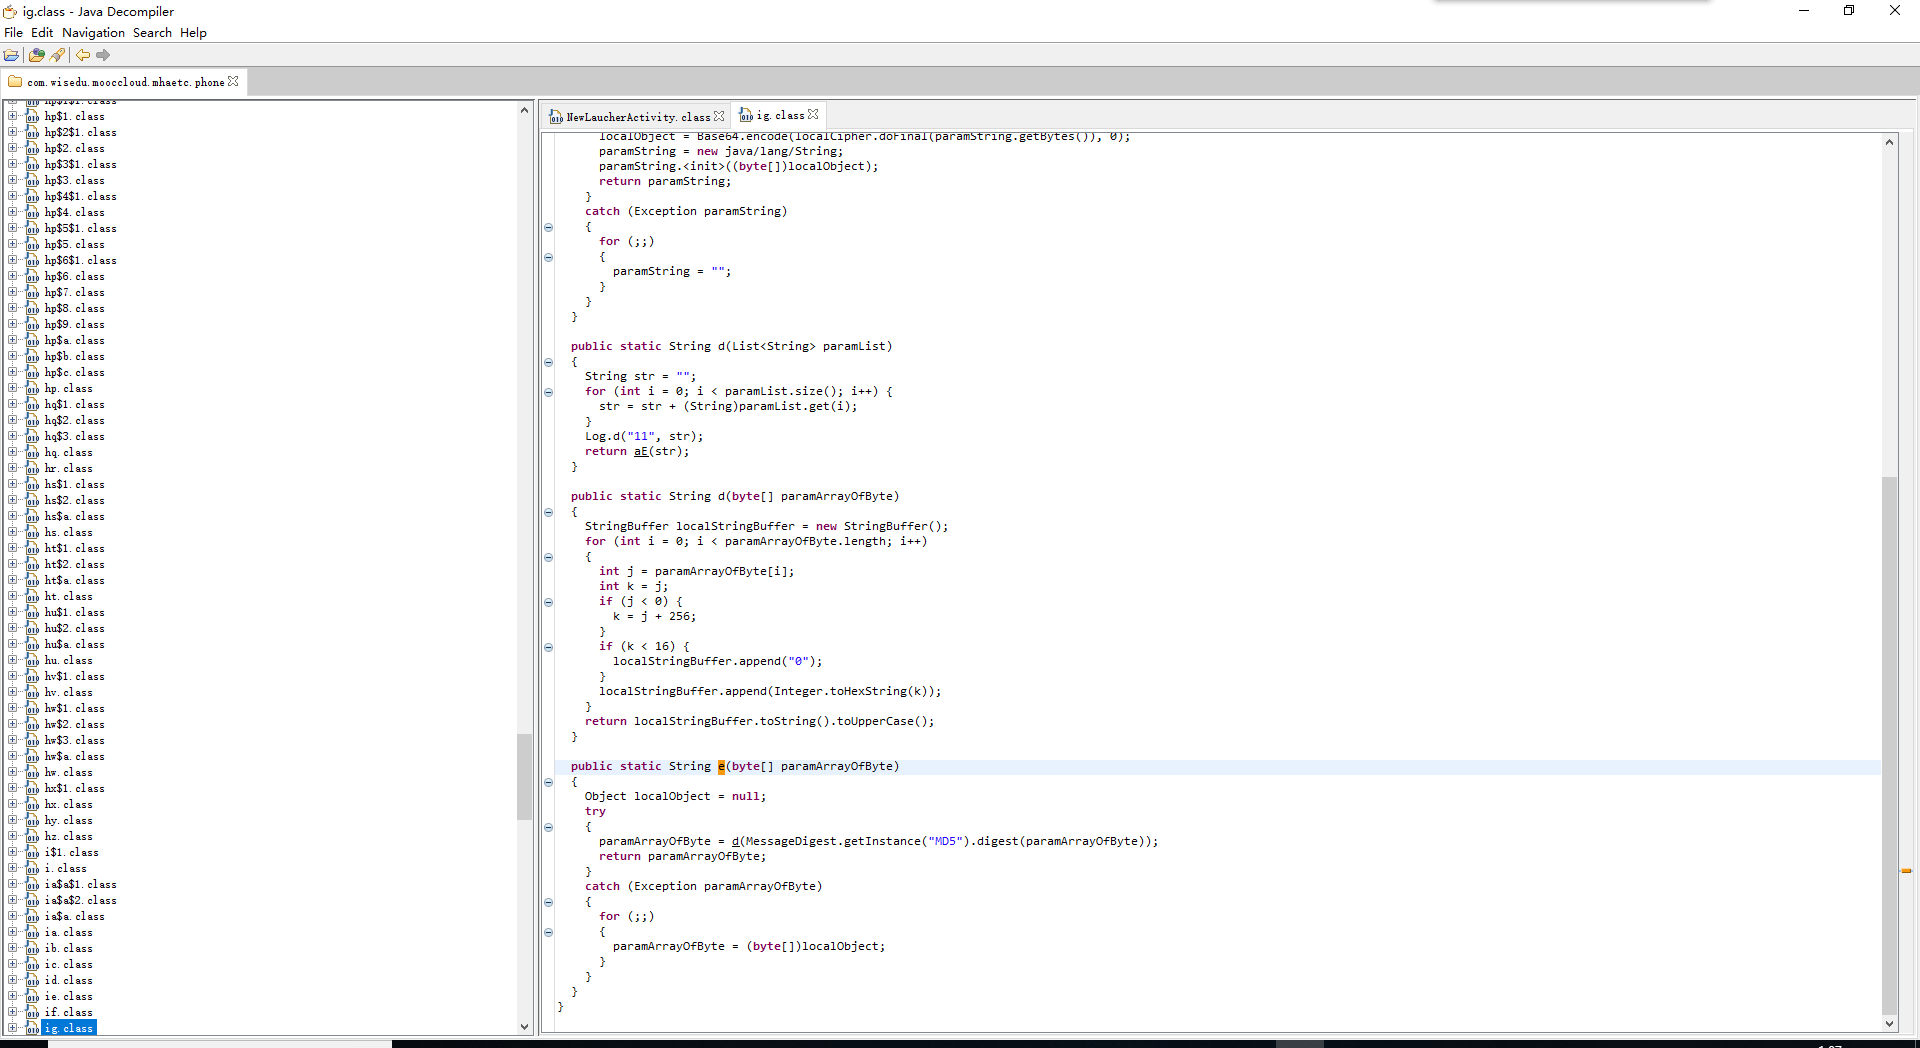 ig.class - Java Decompiler
File Edit Navigation Search Help
com.wisedu.mooccloud.mhaetc.phone
hp$1$1.class
hp$1.class
hp$2$1.class
hp$2.class
hp$3$1.class
hp$3.class
hp$4$1.class
hp$4.class
hp$5$1.class
hp$5.class
hp$6$1.class
hp$6.class
hp$7.class
hp$8.class
hp$9.class
hp$a.class
hp$b.class
hp$c.class
hp.class
hq$1.class
hq$2.class
hq$3.class
hq.class
hr.class
hs$1.class
hs$2.class
hs$a.class
hs.class
ht$1.class
ht$2.class
ht$a.class
ht.class
hu$1.class
hu$2.class
hu$a.class
hu.class
hv$1.class
hv.class
hw$1.class
hw$2.class
hw$3.class
hw$a.class
hw.class
hx$1.class
hx.class
hy.class
hz.class
i$1.class
i.class
ia$a$1.class
ia$a$2.class
ia$a.class
ia.class
ib.class
ic.class
id.class
ie.class
if.class
ig.class
NewLaucherActivity.class ig.class
localObject = Base64.encode(localCipher.doFinal(paramString.getBytes()), 0);
paramString = new java/lang/String;
paramString.<init>((byte[])localObject);
return paramString;
}
catch (Exception paramString)
{
for (;;)
{
paramString = "";
}
}
}
public static String d(List<String> paramList)
{
String str = "";
for (int i = 0; i < paramList.size(); i++) {
str = str + (String)paramList.get(i);
}
Log.d("11", str);
return aE(str);
}
public static String d(byte[] paramArrayOfByte)
{
StringBuffer localStringBuffer = new StringBuffer();
for (int i = 0; i < paramArrayOfByte.length; i++)
{
int j = paramArrayOfByte[i];
int k = j;
if (j < 0) {
k = j + 256;
}
if (k < 16) {
localStringBuffer.append("0");
}
localStringBuffer.append(Integer.toHexString(k));
}
return localStringBuffer.toString().toUpperCase();
}
public static String e(byte[] paramArrayOfByte)
{
Object localObject = null;
try
{
paramArrayOfByte = d(MessageDigest.getInstance("MD5").digest(paramArrayOfByte));
return paramArrayOfByte;
}
catch (Exception paramArrayOfByte)
{
for (;;)
{
paramArrayOfByte = (byte[])localObject;
}
}
}
}